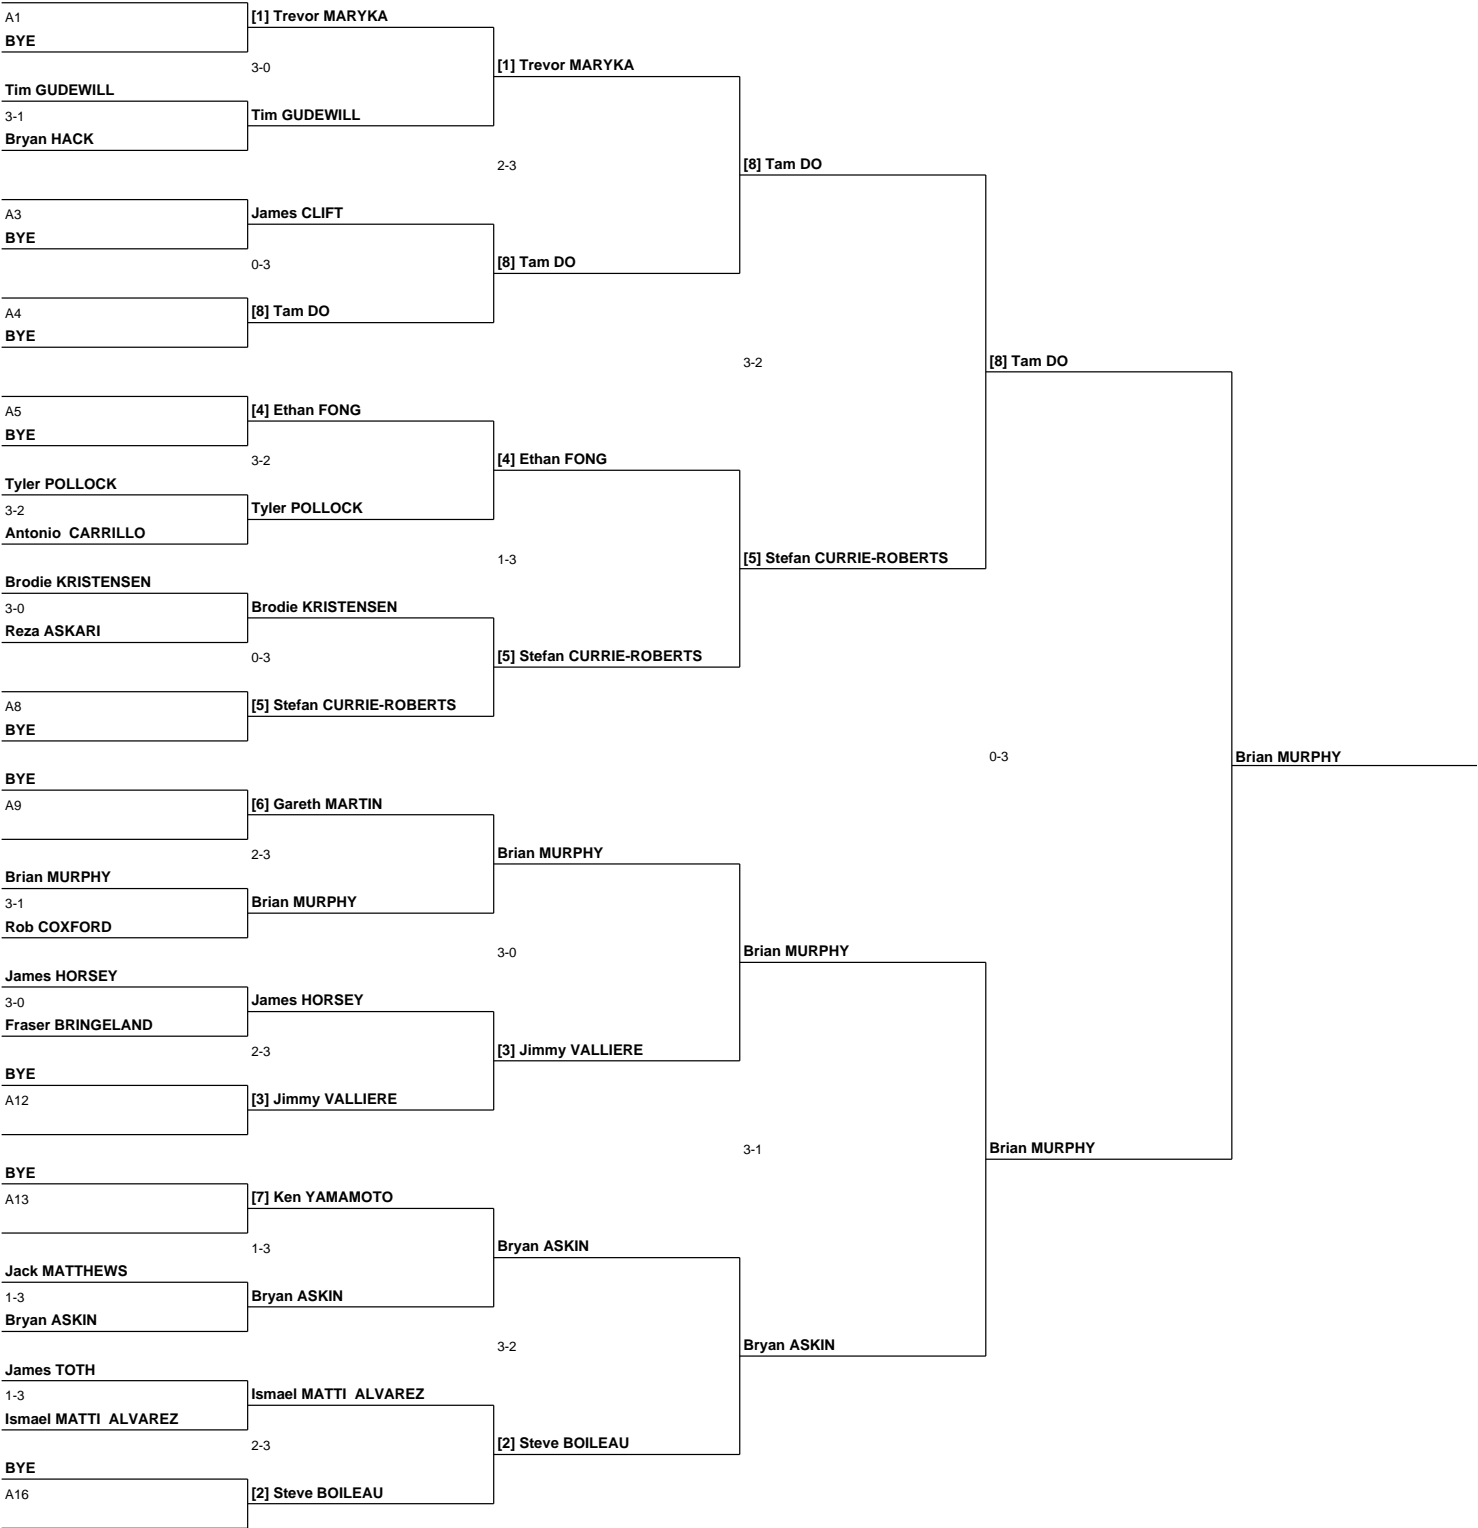 A1
[1] Trevor MARYKA
BYE
3-0
[1] Trevor MARYKA
Tim GUDEWILL
3-1
Tim GUDEWILL
Bryan HACK
2-3
[8] Tam DO
A3
James CLIFT
BYE
0-3
[8] Tam DO
A4
[8] Tam DO
BYE
3-2
[8] Tam DO
A5
[4] Ethan FONG
BYE
3-2
[4] Ethan FONG
Tyler POLLOCK
3-2
Tyler POLLOCK
Antonio  CARRILLO
1-3
[5] Stefan CURRIE-ROBERTS
Brodie KRISTENSEN
3-0
Brodie KRISTENSEN
Reza ASKARI
0-3
[5] Stefan CURRIE-ROBERTS
A8
[5] Stefan CURRIE-ROBERTS
BYE
0-3
Brian MURPHY
BYE
A9
[6] Gareth MARTIN
2-3
Brian MURPHY
Brian MURPHY
3-1
Brian MURPHY
Rob COXFORD
3-0
Brian MURPHY
James HORSEY
3-0
James HORSEY
Fraser BRINGELAND
2-3
[3] Jimmy VALLIERE
BYE
A12
[3] Jimmy VALLIERE
3-1
Brian MURPHY
BYE
A13
[7] Ken YAMAMOTO
1-3
Bryan ASKIN
Jack MATTHEWS
1-3
Bryan ASKIN
Bryan ASKIN
3-2
Bryan ASKIN
James TOTH
1-3
Ismael MATTI  ALVAREZ
Ismael MATTI  ALVAREZ
2-3
[2] Steve BOILEAU
BYE
A16
[2] Steve BOILEAU